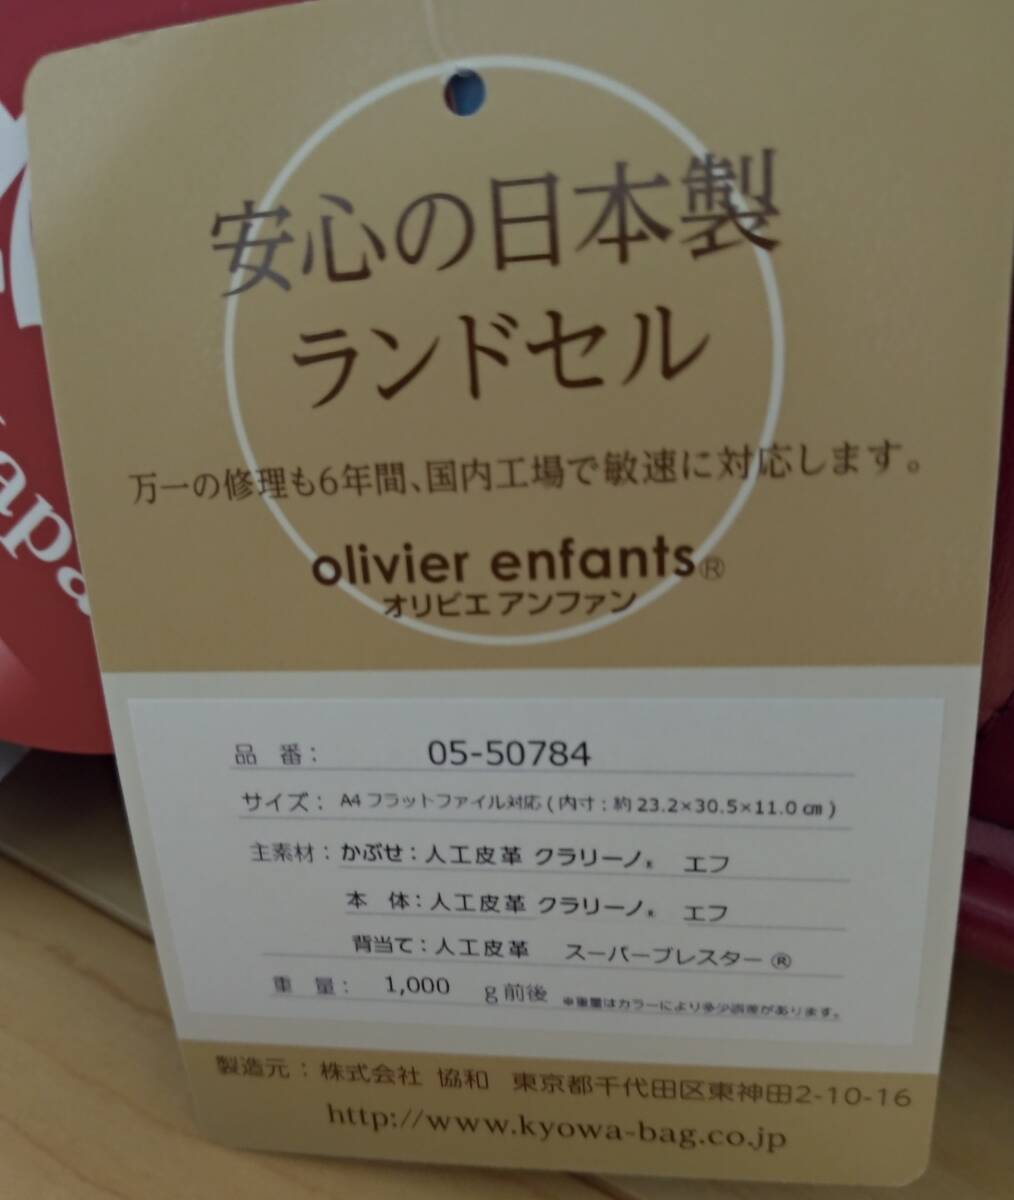 安心の日本製
ランドセル
万一の修理も6年間、国内工場で敏速に対応します。
olivier enfants®
オリビエ アンファン
品 番： 05-50784
サイズ： A4フラットファイル対応（内寸：約23.2×30.5×11.0㎝）
主素材：かぶせ：人工皮革 クラリーノ® エフ
本 体：人工皮革 クラリーノ® エフ
背当て：人工皮革 スーパーブレスター®
重 量： 1,000 g前後 ※重量はカラーにより多少誤差があります。
製造元：株式会社 協和 東京都千代田区東神田2-10-16
http://www.kyowa-bag.co.jp